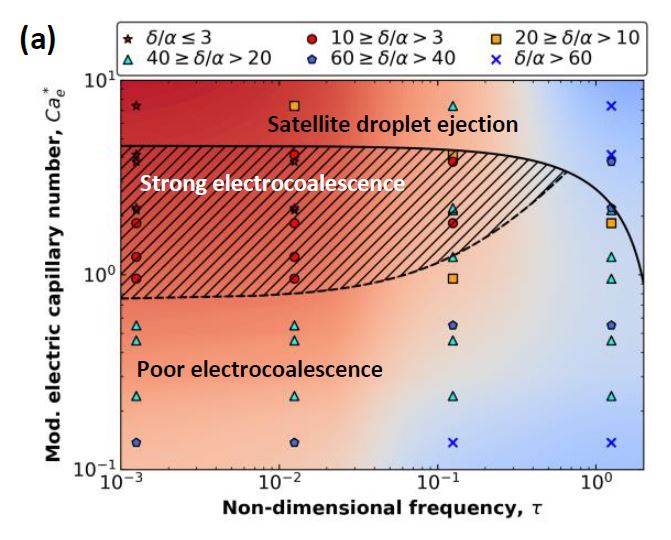 (a)
δ/α ≤ 3
10 ≥ δ/α > 3
20 ≥ δ/α > 10
40 ≥ δ/α > 20
60 ≥ δ/α > 40
δ/α > 60
10¹
Satellite droplet ejection
Strong electrocoalescence
10⁰
Poor electrocoalescence
10⁻¹
10⁻³
10⁻²
10⁻¹
10⁰
Mod. electric capillary number, Caₑ*
Non-dimensional frequency, τ